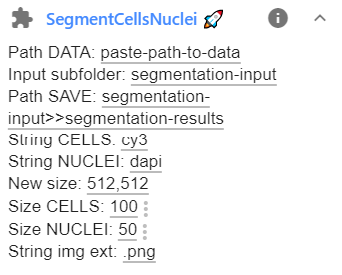 SegmentCellsNuclei 🚀
Path DATA: paste-path-to-data
Input subfolder: segmentation-input
Path SAVE: segmentation-
input>>segmentation-results
String CELLS: cy3
String NUCLEI: dapi
New size: 512,512
Size CELLS: 100
Size NUCLEI: 50
String img ext: .png